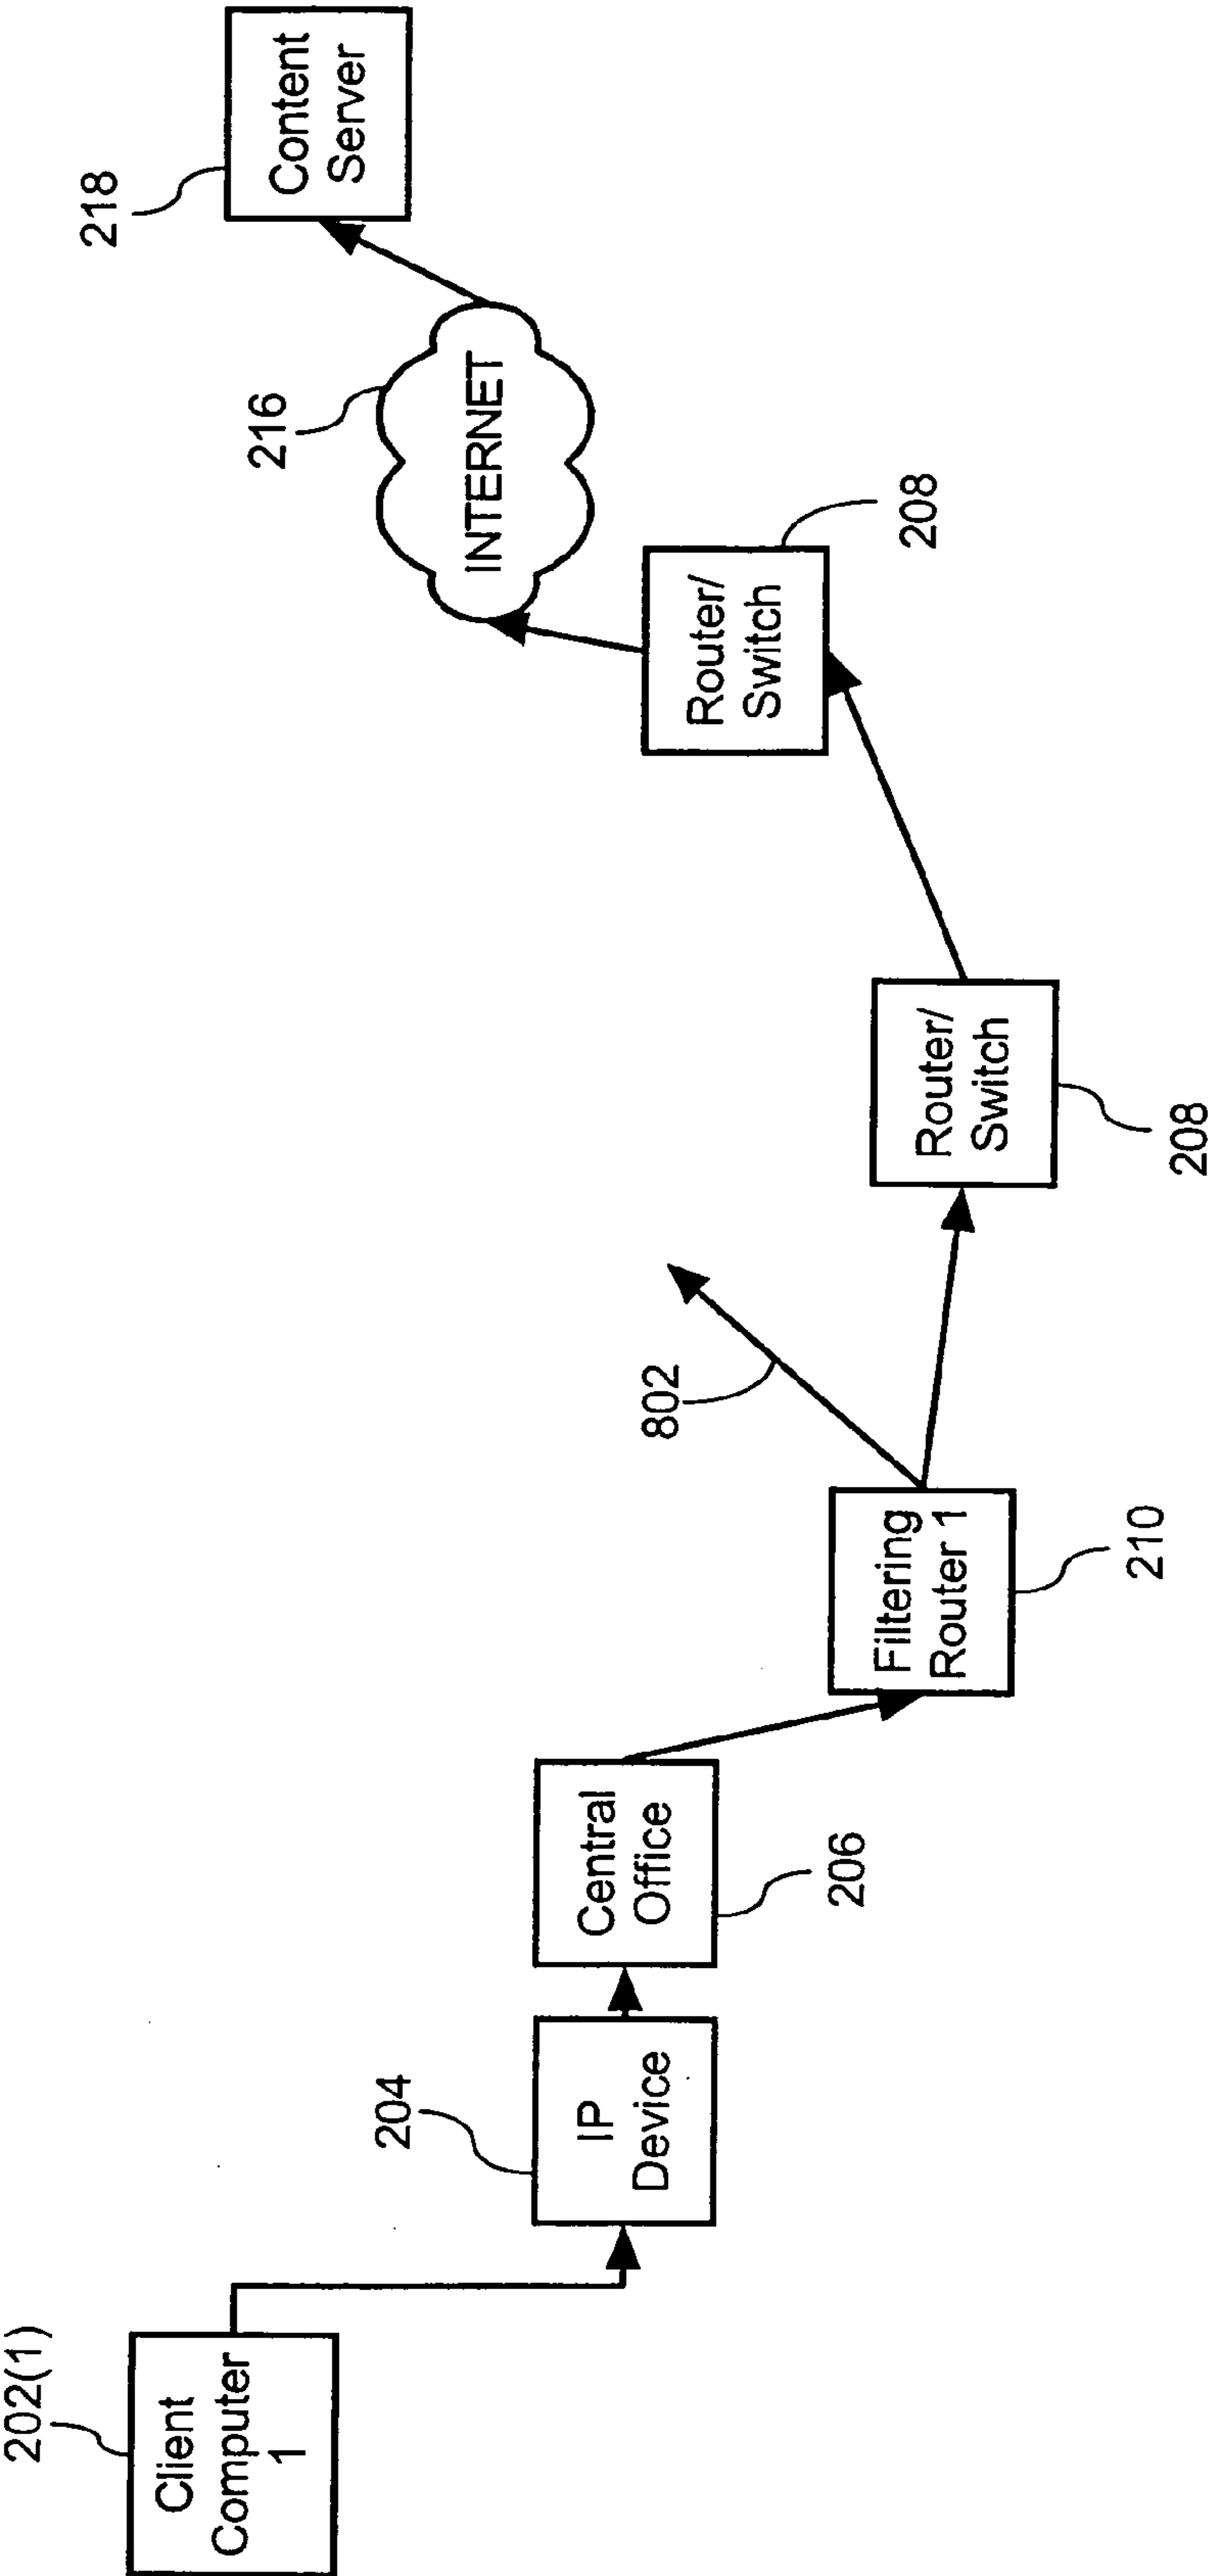 202(1)
Client
Computer
1
204
IP
Device
Central
Office
206
Filtering
Router 1
210
802
Router/
Switch
208
Router/
Switch
208
216
INTERNET
218
Content
Server